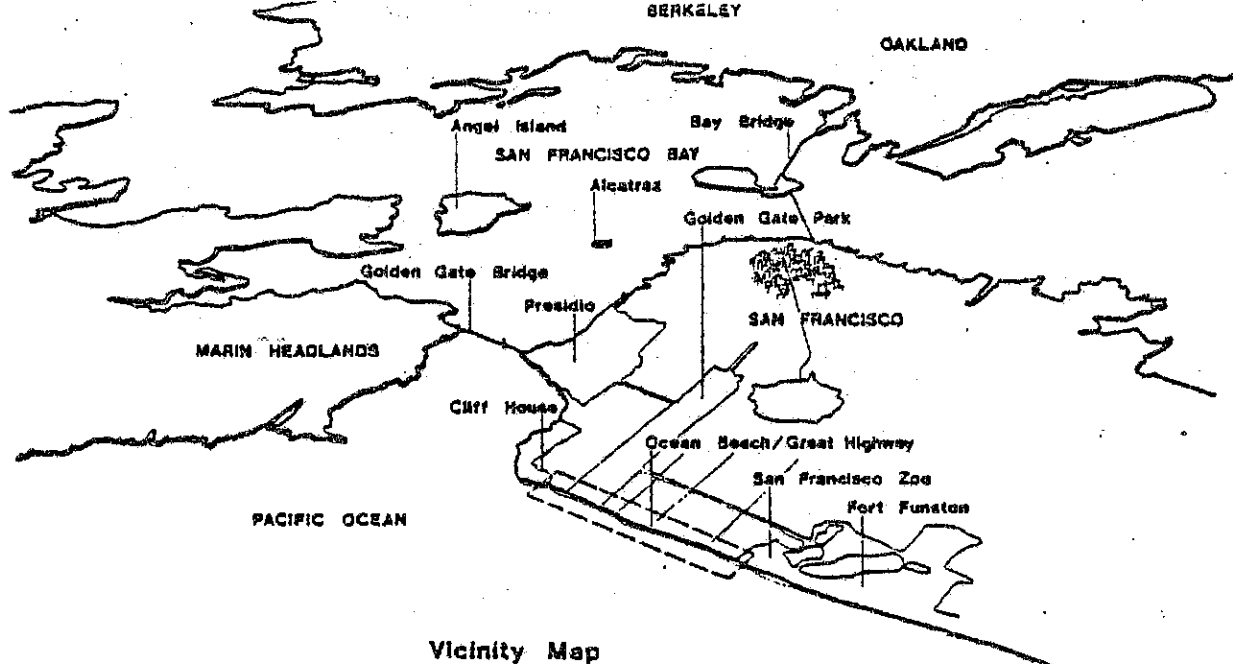 BERKELEY
OAKLAND
Angel Island
Bay Bridge
SAN FRANCISCO BAY
Alcatraz
Golden Gate Park
Golden Gate Bridge
Presidio
SAN FRANCISCO
MARIN HEADLANDS
Cliff House
Ocean Beach/Great Highway
San Francisco Zoo
Fort Funston
PACIFIC OCEAN
Vicinity Map